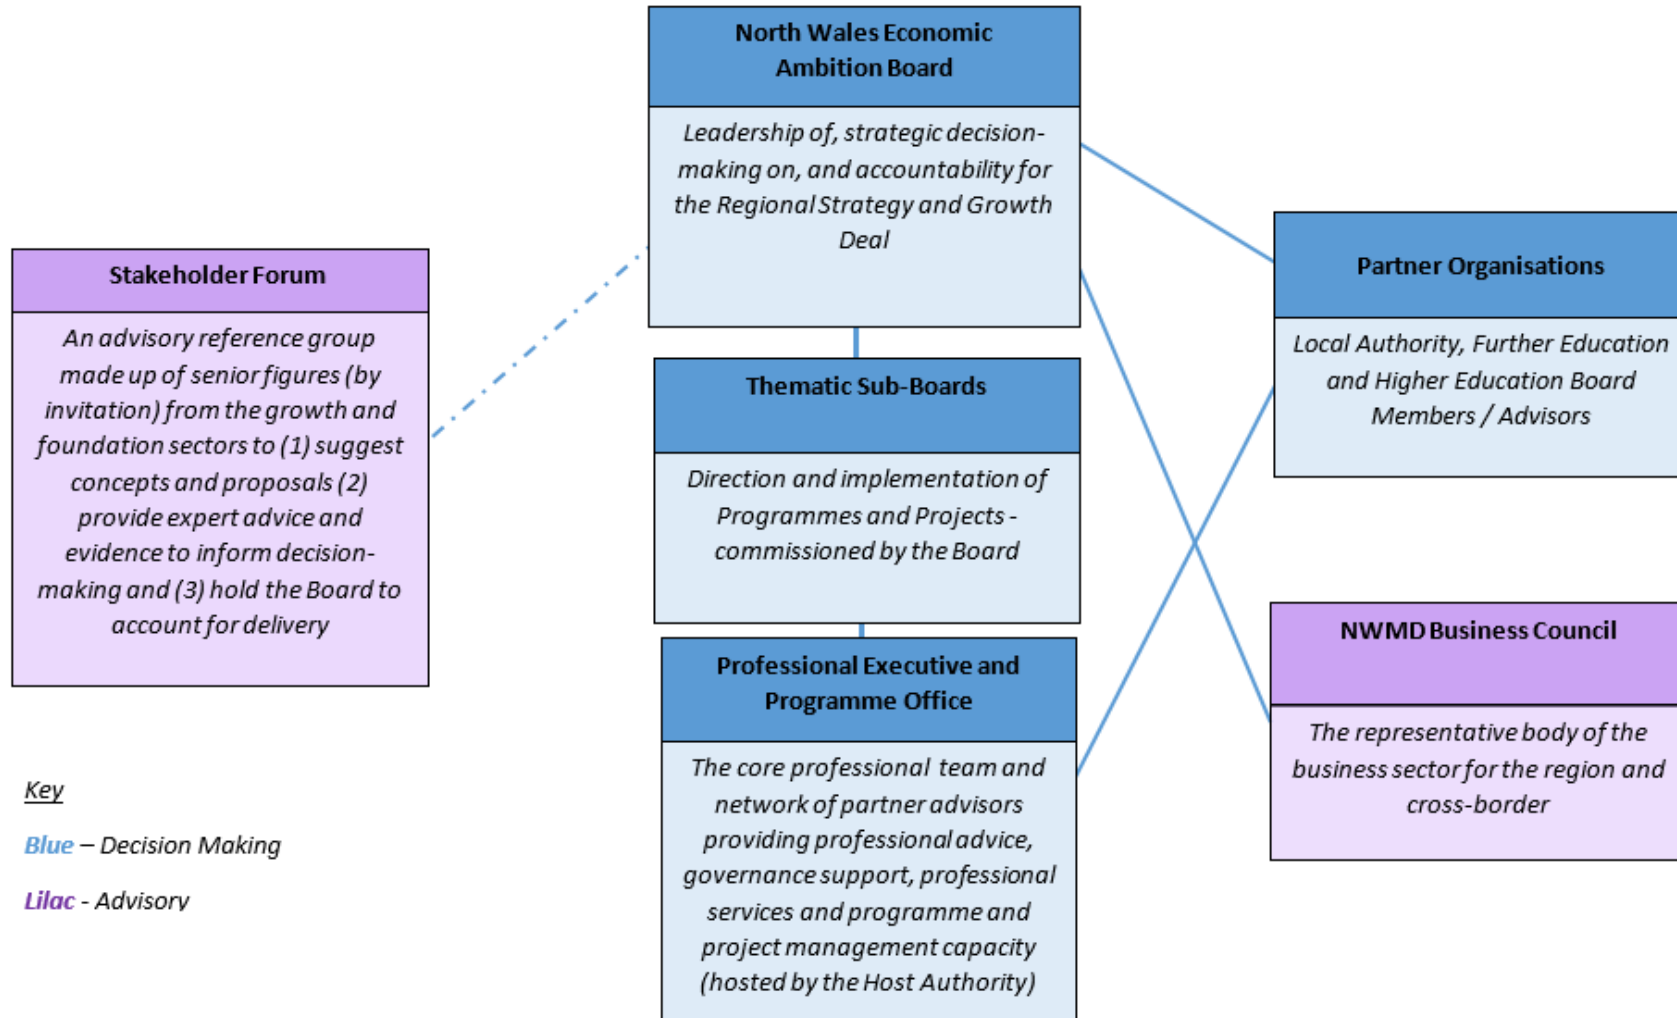 North Wales Economic
Ambition Board
Leadership of, strategic decision-
making on, and accountability for
the Regional Strategy and Growth
Deal
Stakeholder Forum
An advisory reference group
made up of senior figures (by
invitation) from the growth and
foundation sectors to (1) suggest
concepts and proposals (2)
provide expert advice and
evidence to inform decision-
making and (3) hold the Board to
account for delivery
Thematic Sub-Boards
Direction and implementation of
Programmes and Projects -
commissioned by the Board
Professional Executive and
Programme Office
The core professional team and
network of partner advisors
providing professional advice,
governance support, professional
services and programme and
project management capacity
(hosted by the Host Authority)
Partner Organisations
Local Authority, Further Education
and Higher Education Board
Members / Advisors
NWMD Business Council
The representative body of the
business sector for the region and
cross-border
Key
Blue – Decision Making
Lilac - Advisory